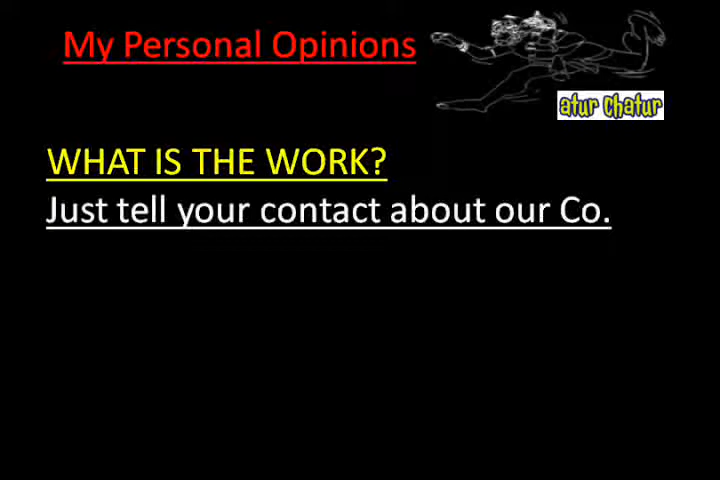 My Personal Opinions
atur chatur
WHAT IS THE WORK?
Just tell your contact about our Co.